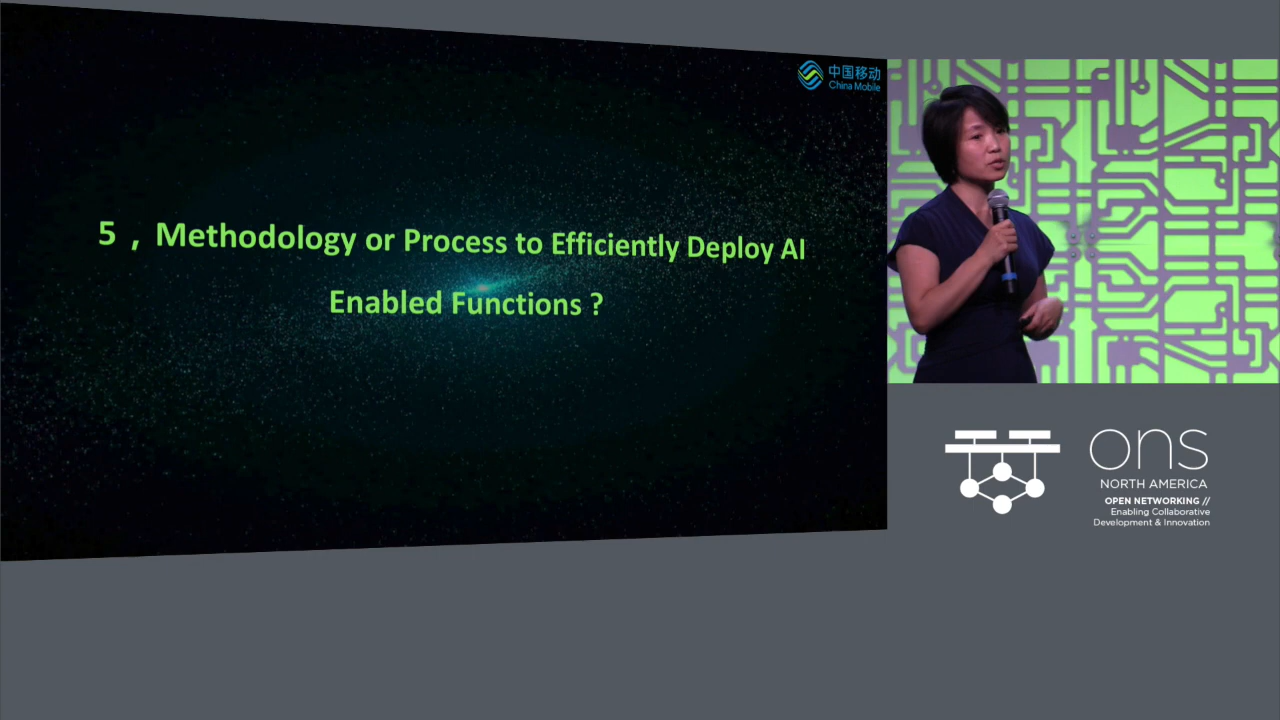 中国移动
China Mobile
5，Methodology or Process to Efficiently Deploy AI
Enabled Functions ?
ons
NORTH AMERICA
OPEN NETWORKING //
Enabling Collaborative
Development & Innovation